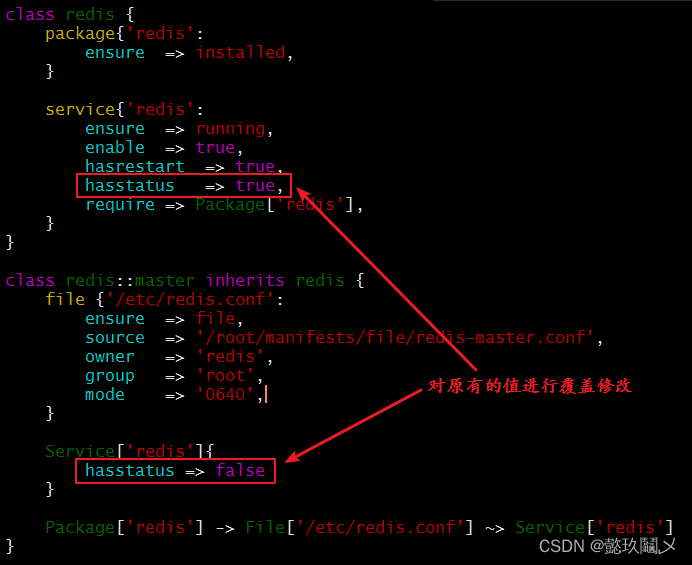 class redis {
    package{'redis':
        ensure  => installed,
    }

    service{'redis':
        ensure  => running,
        enable  => true,
        hasrestart  => true,
        hasstatus   => true,
        require => Package['redis'],
    }
}

class redis::master inherits redis {
    file {'/etc/redis.conf':
        ensure  => file,
        source  => '/root/manifests/file/redis-master.conf',
        owner   => 'redis',
        group   => 'root',
        mode    => '0640',
    }
对原有的值进行覆盖修改

    Service['redis']{
        hasstatus => false
    }

    Package['redis'] -> File['/etc/redis.conf'] ~> Service['redis']
}
CSDN @懿玖鬭乄